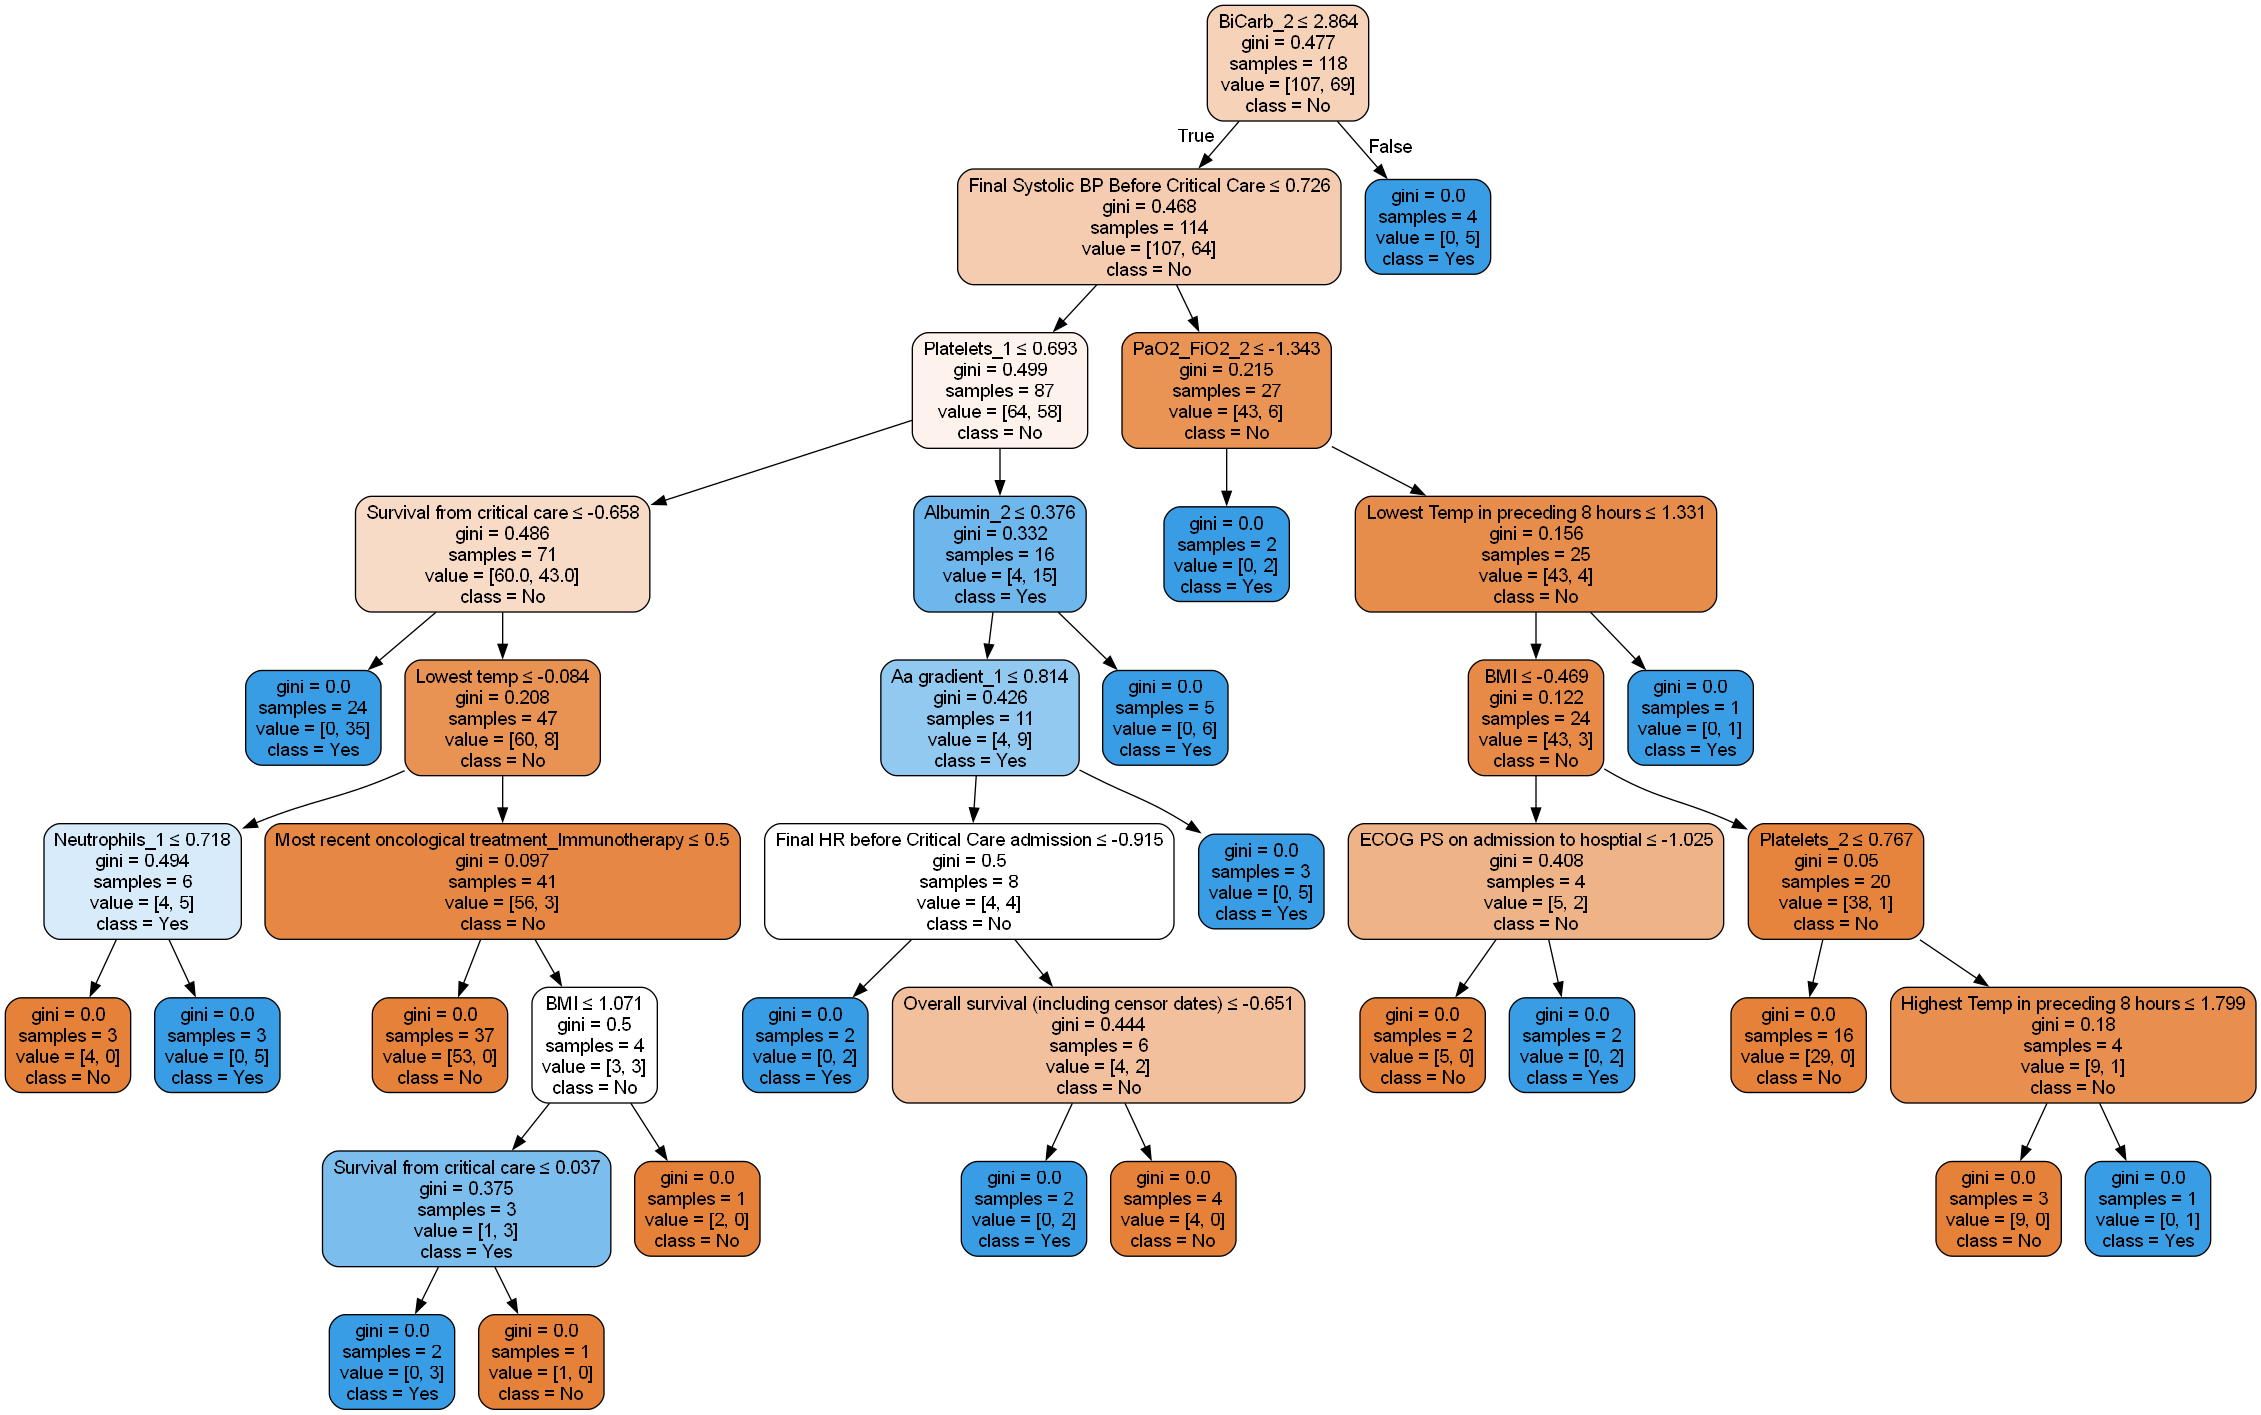 BiCarb_2 ≤ 2.864
gini = 0.477
samples = 118
value = [107, 69]
class = No
True
False
Final Systolic BP Before Critical Care ≤ 0.726
gini = 0.468
samples = 114
value = [107, 64]
class = No
gini = 0.0
samples = 4
value = [0, 5]
class = Yes
Platelets_1 ≤ 0.693
gini = 0.499
samples = 87
value = [64, 58]
class = No
PaO2_FiO2_2 ≤ -1.343
gini = 0.215
samples = 27
value = [43, 6]
class = No
Survival from critical care ≤ -0.658
gini = 0.486
samples = 71
value = [60.0, 43.0]
class = No
Albumin_2 ≤ 0.376
gini = 0.332
samples = 16
value = [4, 15]
class = Yes
gini = 0.0
samples = 2
value = [0, 2]
class = Yes
Lowest Temp in preceding 8 hours ≤ 1.331
gini = 0.156
samples = 25
value = [43, 4]
class = No
gini = 0.0
samples = 24
value = [0, 35]
class = Yes
Lowest temp ≤ -0.084
gini = 0.208
samples = 47
value = [60, 8]
class = No
Aa gradient_1 ≤ 0.814
gini = 0.426
samples = 11
value = [4, 9]
class = Yes
gini = 0.0
samples = 5
value = [0, 6]
class = Yes
BMI ≤ -0.469
gini = 0.122
samples = 24
value = [43, 3]
class = No
gini = 0.0
samples = 1
value = [0, 1]
class = Yes
Neutrophils_1 ≤ 0.718
gini = 0.494
samples = 6
value = [4, 5]
class = Yes
Most recent oncological treatment_Immunotherapy ≤ 0.5
gini = 0.097
samples = 41
value = [56, 3]
class = No
Final HR before Critical Care admission ≤ -0.915
gini = 0.5
samples = 8
value = [4, 4]
class = No
gini = 0.0
samples = 3
value = [0, 5]
class = Yes
ECOG PS on admission to hosptial ≤ -1.025
gini = 0.408
samples = 4
value = [5, 2]
class = No
Platelets_2 ≤ 0.767
gini = 0.05
samples = 20
value = [38, 1]
class = No
gini = 0.0
samples = 3
value = [4, 0]
class = No
gini = 0.0
samples = 3
value = [0, 5]
class = Yes
gini = 0.0
samples = 37
value = [53, 0]
class = No
BMI ≤ 1.071
gini = 0.5
samples = 4
value = [3, 3]
class = No
gini = 0.0
samples = 2
value = [0, 2]
class = Yes
Overall survival (including censor dates) ≤ -0.651
gini = 0.444
samples = 6
value = [4, 2]
class = No
gini = 0.0
samples = 2
value = [5, 0]
class = No
gini = 0.0
samples = 2
value = [0, 2]
class = Yes
gini = 0.0
samples = 16
value = [29, 0]
class = No
Highest Temp in preceding 8 hours ≤ 1.799
gini = 0.18
samples = 4
value = [9, 1]
class = No
Survival from critical care ≤ 0.037
gini = 0.375
samples = 3
value = [1, 3]
class = Yes
gini = 0.0
samples = 1
value = [2, 0]
class = No
gini = 0.0
samples = 2
value = [0, 2]
class = Yes
gini = 0.0
samples = 4
value = [4, 0]
class = No
gini = 0.0
samples = 3
value = [9, 0]
class = No
gini = 0.0
samples = 1
value = [0, 1]
class = Yes
gini = 0.0
samples = 2
value = [0, 3]
class = Yes
gini = 0.0
samples = 1
value = [1, 0]
class = No